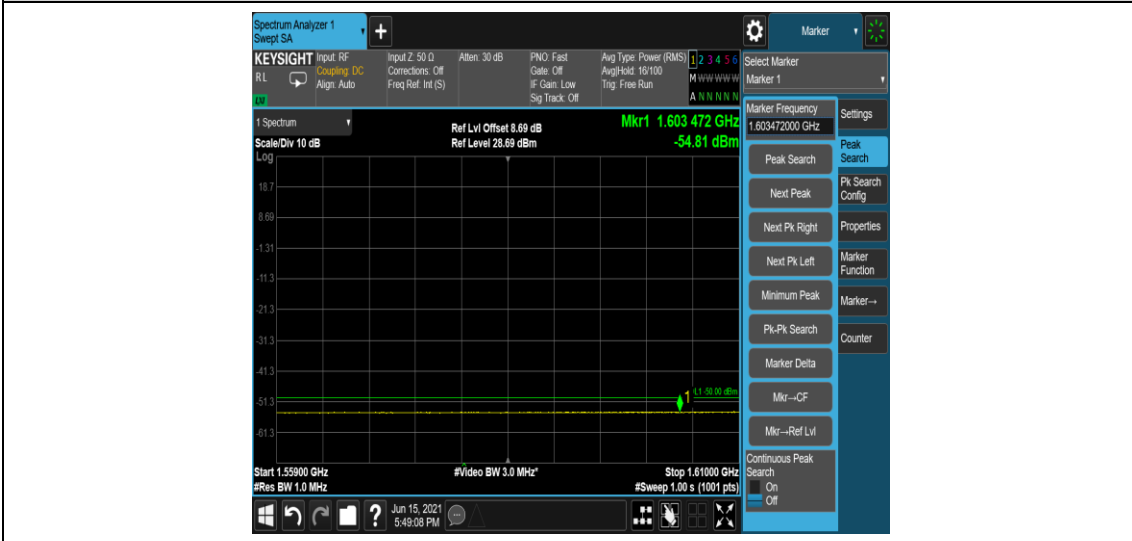 Spectrum Analyzer 1
Swept SA
+
Marker
KEYSIGHT
RL
LXI
Input: RF
Coupling: DC
Align: Auto
Input Z: 50 Ω
Corrections: Off
Freq Ref: Int (S)
Atten: 30 dB
PNO: Fast
Gate: Off
IF Gain: Low
Sig Track: Off
Avg Type: Power (RMS)
Avg|Hold: 16/100
Trig: Free Run
1 2 3 4 5 6
M W W W W W
A N N N N N
Select Marker
Marker 1
1 Spectrum
Scale/Div 10 dB
Log
Ref Lvl Offset 8.69 dB
Ref Level 28.69 dBm
Mkr1 1.603 472 GHz
-54.81 dBm
18.7
8.69
-1.31
-11.3
-21.3
-31.3
-41.3
-51.3
-61.3
1
DL1 -50.00 dBm
Start 1.55900 GHz
#Res BW 1.0 MHz
#Video BW 3.0 MHz*
Stop 1.61000 GHz
#Sweep 1.00 s (1001 pts)
Marker Frequency
1.603472000 GHz
Peak Search
Next Peak
Next Pk Right
Next Pk Left
Minimum Peak
Pk-Pk Search
Marker Delta
Mkr→CF
Mkr→Ref Lvl
Continuous Peak
Search
On
Off
Settings
Peak
Search
Pk Search
Config
Properties
Marker
Function
Marker→
Counter
?
Jun 15, 2021
5:49:08 PM